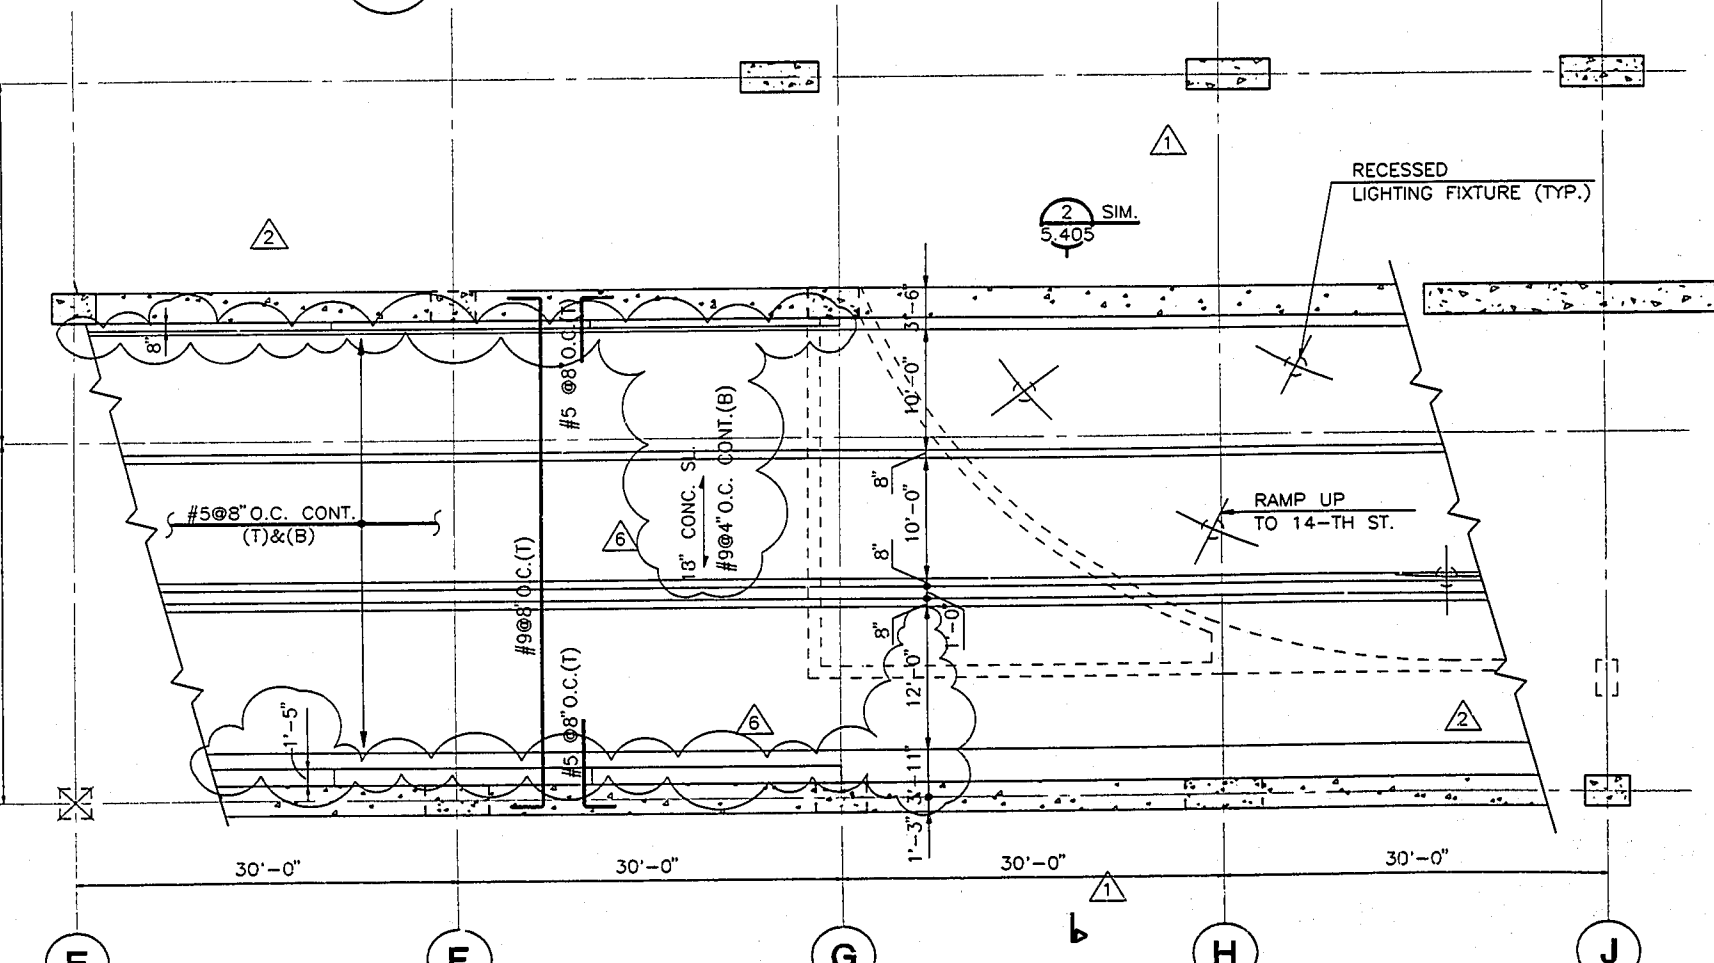 1
RECESSED
LIGHTING FIXTURE (TYP.)
2 SIM.
5.405
2
8"
#5 @8" O.C.(T)
3'-6"
10'-0"
18" CONC. SL.
#9@4" O.C. CONT.(B)
8"
10'-0"
#5@8" O.C. CONT.
(T)&(B)
6
RAMP UP
TO 14-TH ST.
#9@8" O.C.(T)
8"
8"
1'-0"
12'-0"
#5 @8" O.C.(T)
1'-5"
6
2
3'-11"
1'-3"
30'-0"
30'-0"
30'-0"
30'-0"
1
G
H
J